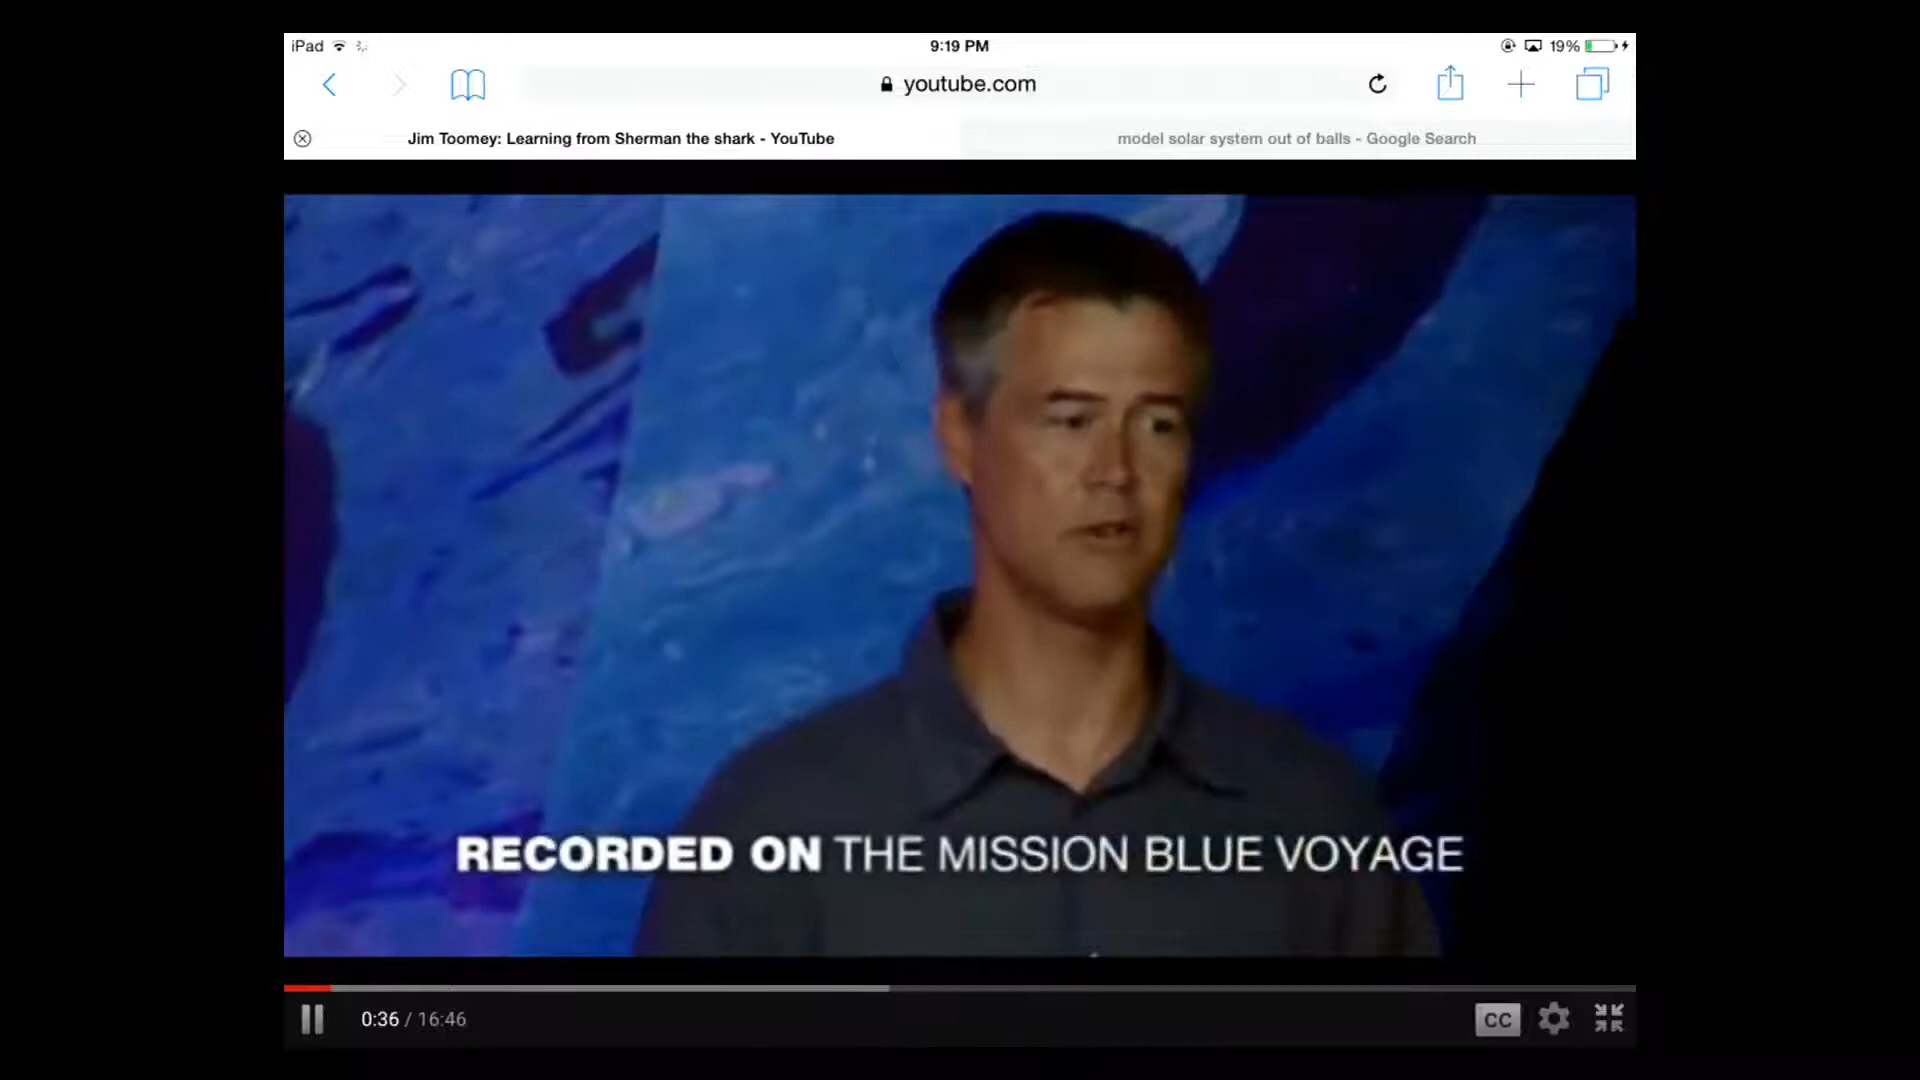 iPad 9:19 PM 19%
youtube.com
Jim Toomey: Learning from Sherman the shark - YouTube model solar system out of balls - Google Search
RECORDED ON THE MISSION BLUE VOYAGE
0:36 / 16:46 CC